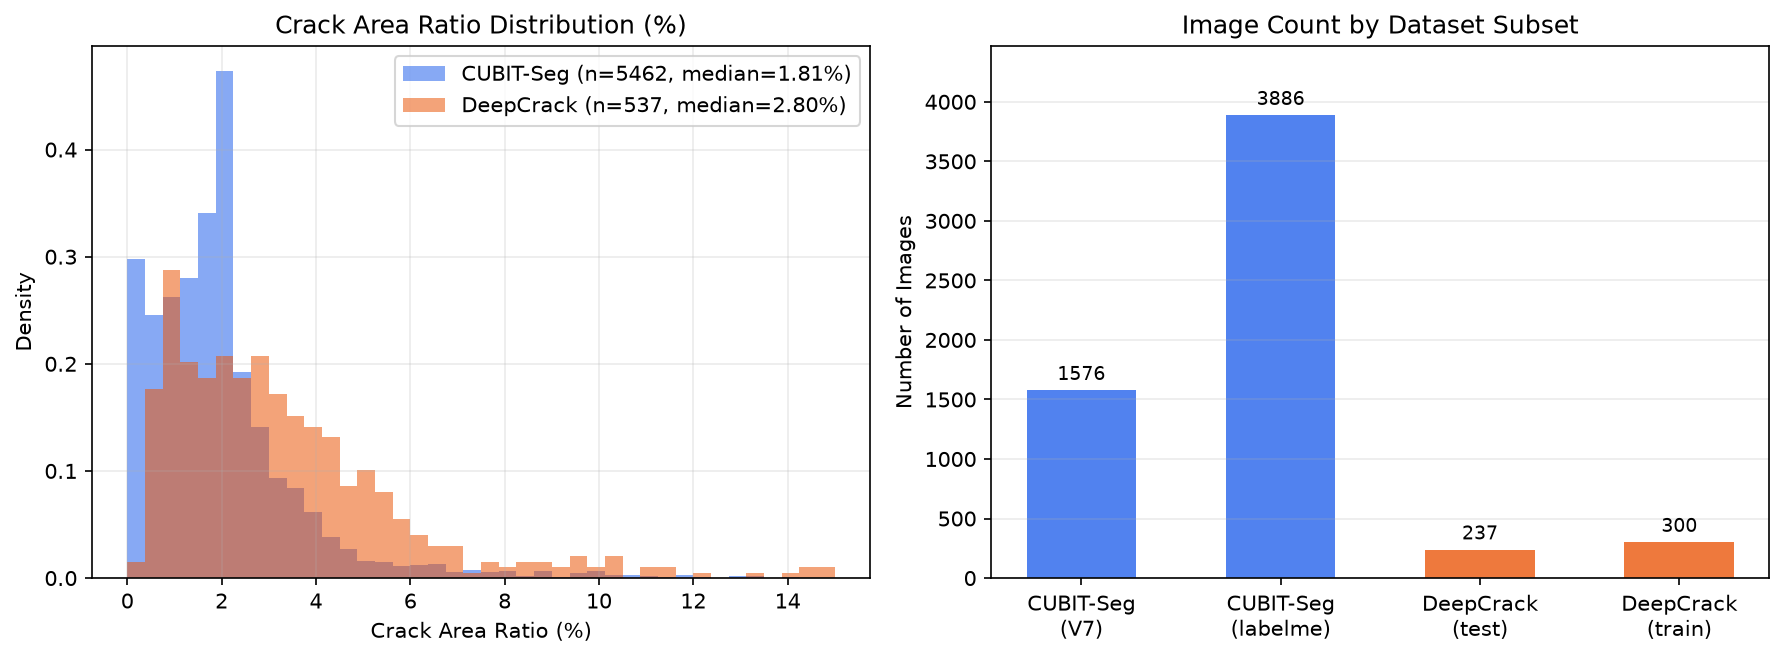 Crack Area Ratio Distribution (%)
CUBIT-Seg (n=5462, median=1.81%)
DeepCrack (n=537, median=2.80%)
Density
0.4
0.3
0.2
0.1
0.0
0 2 4 6 8 10 12 14
Crack Area Ratio (%)
Image Count by Dataset Subset
Number of Images
4000
3500
3000
2500
2000
1500
1000
500
0
1576
3886
237
300
CUBIT-Seg
(V7)
CUBIT-Seg
(labelme)
DeepCrack
(test)
DeepCrack
(train)